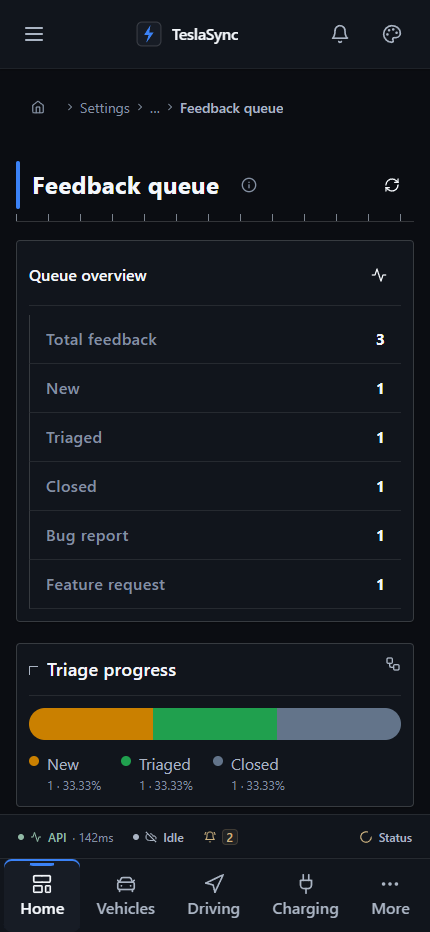 TeslaSync
Settings > ... > Feedback queue
Feedback queue
Queue overview
Total feedback 3
New 1
Triaged 1
Closed 1
Bug report 1
Feature request 1
Triage progress
New Triaged Closed
1 · 33.33% 1 · 33.33% 1 · 33.33%
API · 142ms Idle 2 Status
Home Vehicles Driving Charging More